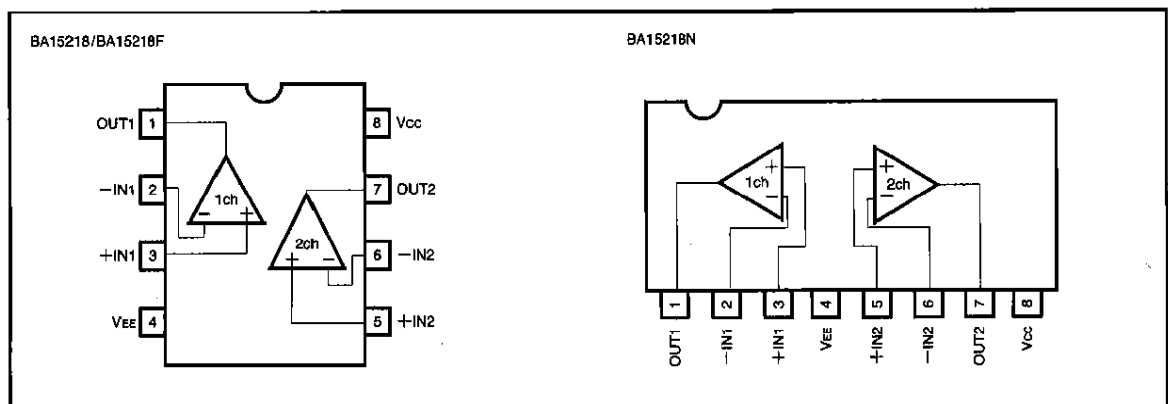 BA15218/BA15218F
OUT1 1
8 Vcc
-IN1 2
7 OUT2
1ch
- +
+IN1 3
2ch
+ -
6 -IN2
VEE 4
5 +IN2
BA15218N
1ch
+
-
2ch
+
-
1 2 3 4 5 6 7 8
OUT1
-IN1
+IN1
VEE
+IN2
-IN2
OUT2
Vcc